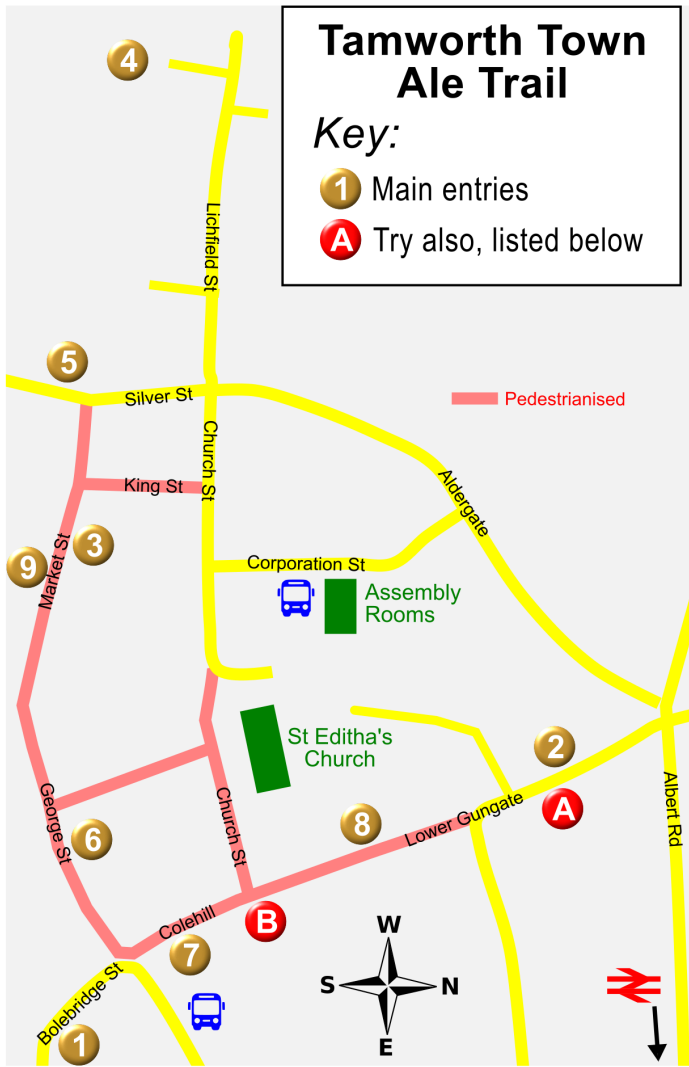 Tamworth Town
Ale Trail
Key:
1 Main entries
A Try also, listed below
4
Lichfield St
5
Silver St
Pedestrianised
Church St
King St
Aldergate
3
9
Market St
Corporation St
Assembly
Rooms
St Editha's
Church
2
A
Albert Rd
George St
6
Church St
8
Lower Gungate
B
Colehill
7
W
S
N
E
Bolebridge St
1